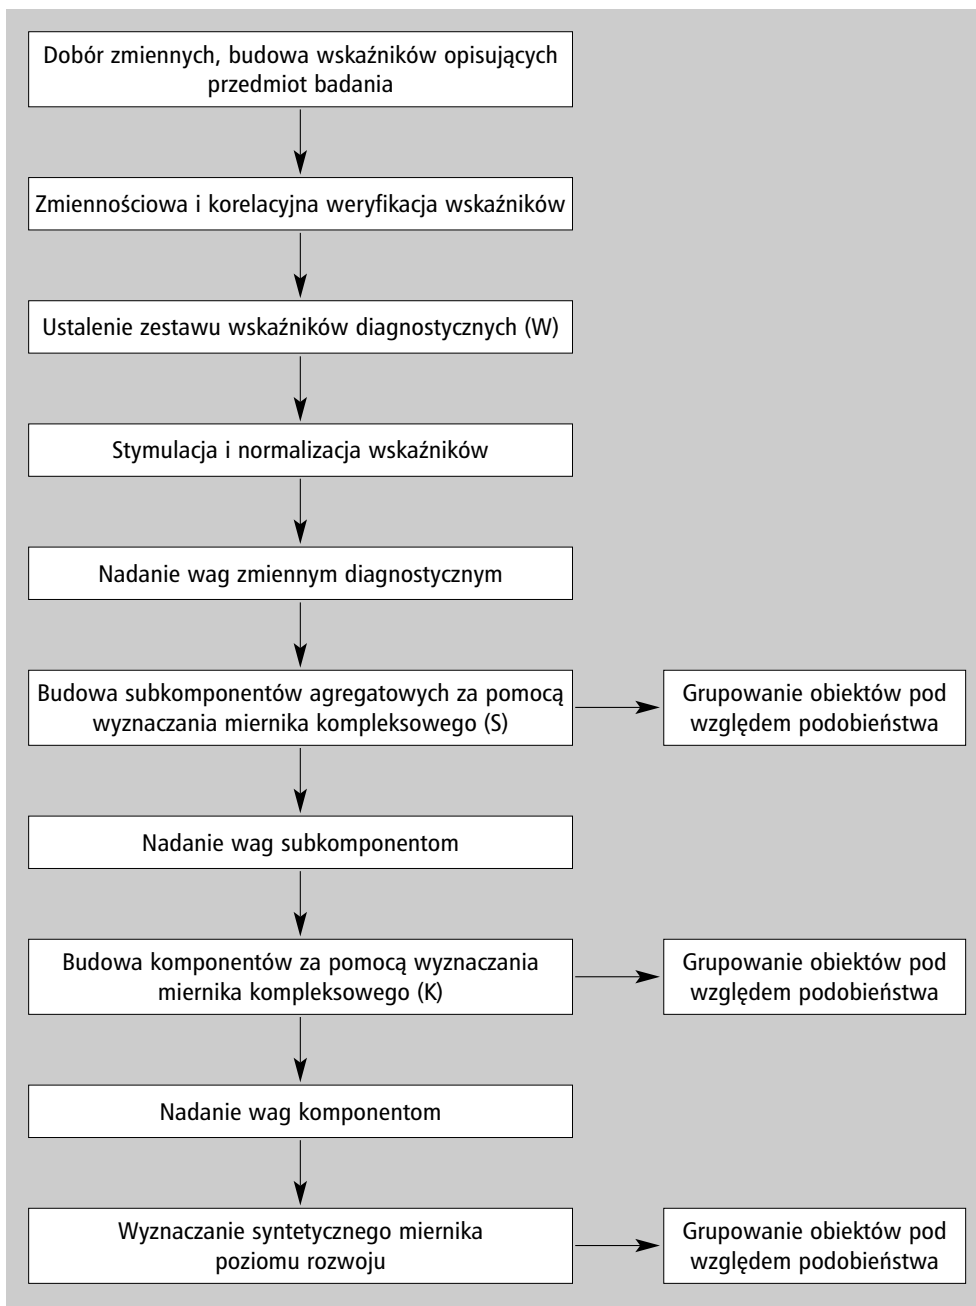 Dobór zmiennych, budowa wskaźników opisujących
przedmiot badania
Zmiennościowa i korelacyjna weryfikacja wskaźników
Ustalenie zestawu wskaźników diagnostycznych (W)
Stymulacja i normalizacja wskaźników
Nadanie wag zmiennym diagnostycznym
Budowa subkomponentów agregatowych za pomocą
wyznaczania miernika kompleksowego (S)
Grupowanie obiektów pod
względem podobieństwa
Nadanie wag subkomponentom
Budowa komponentów za pomocą wyznaczania
miernika kompleksowego (K)
Grupowanie obiektów pod
względem podobieństwa
Nadanie wag komponentom
Wyznaczanie syntetycznego miernika
poziomu rozwoju
Grupowanie obiektów pod
względem podobieństwa